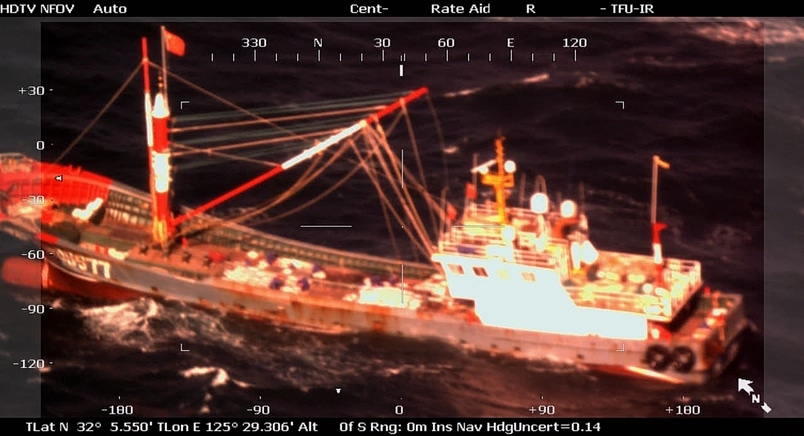 HDTV NFOV Auto Cent- Rate Aid R - TFU-IR
330 N 30 60 E 120
+30
0
-30
-60
-90
-120
-180 -90 0 +90 +180
N
TLat N 32° 5.550' TLon E 125° 29.306' Alt 0f S Rng: 0m Ins Nav HdgUncert=0.14